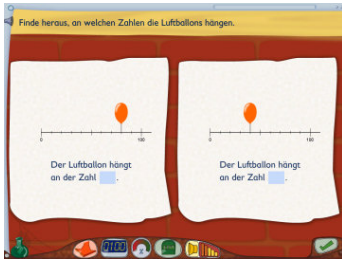 Finde heraus, an welchen Zahlen die Luftballons hängen.
0 100
Der Luftballon hängt
an der Zahl .
0 100
Der Luftballon hängt
an der Zahl .